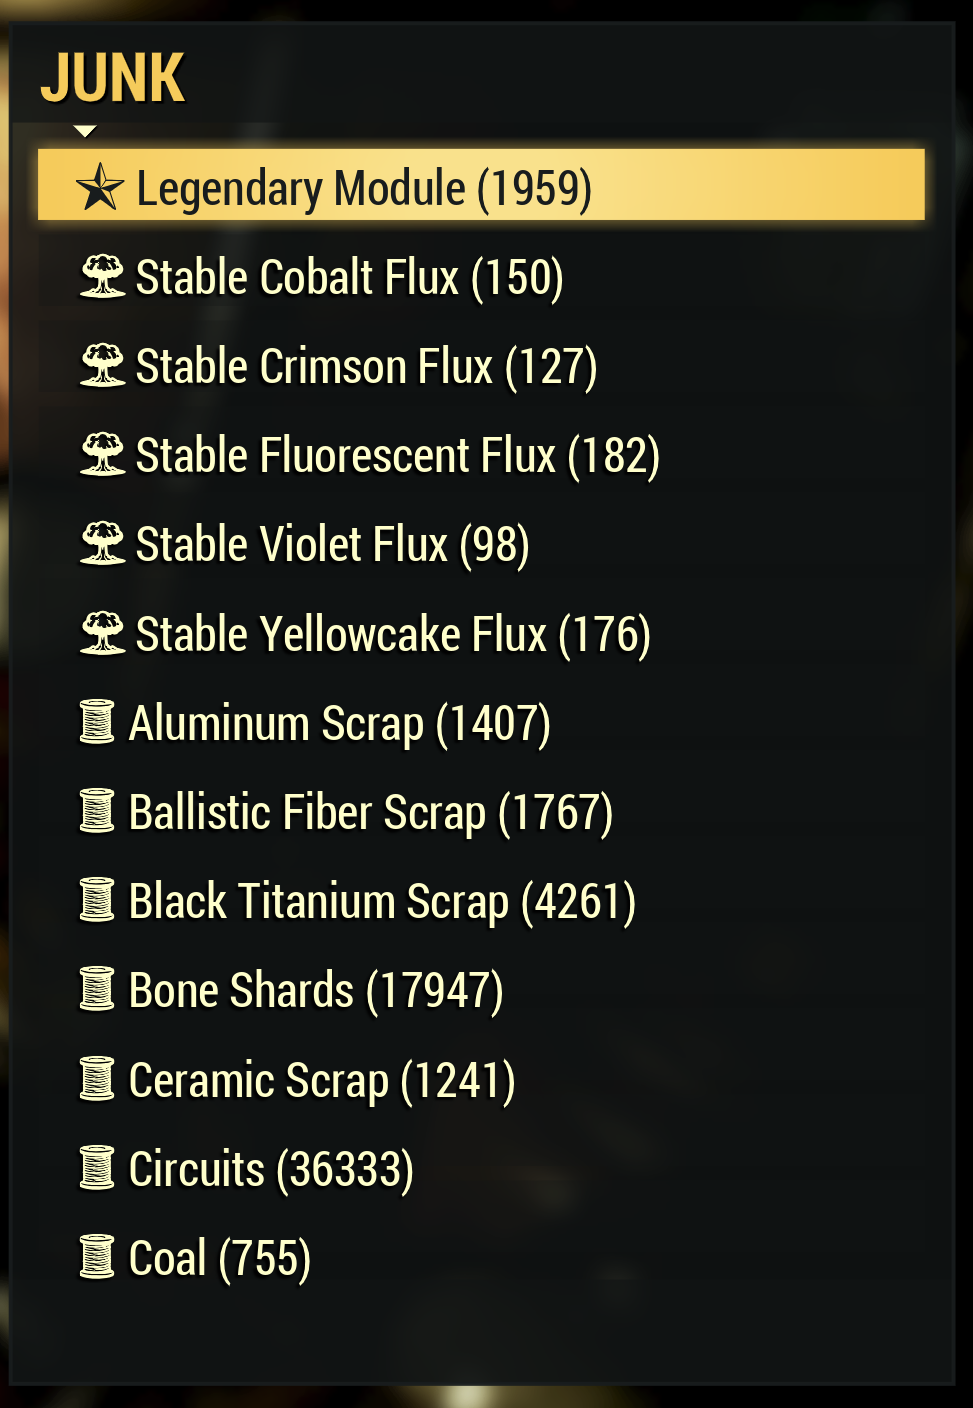 JUNK
Legendary Module (1959)
Stable Cobalt Flux (150)
Stable Crimson Flux (127)
Stable Fluorescent Flux (182)
Stable Violet Flux (98)
Stable Yellowcake Flux (176)
Aluminum Scrap (1407)
Ballistic Fiber Scrap (1767)
Black Titanium Scrap (4261)
Bone Shards (17947)
Ceramic Scrap (1241)
Circuits (36333)
Coal (755)